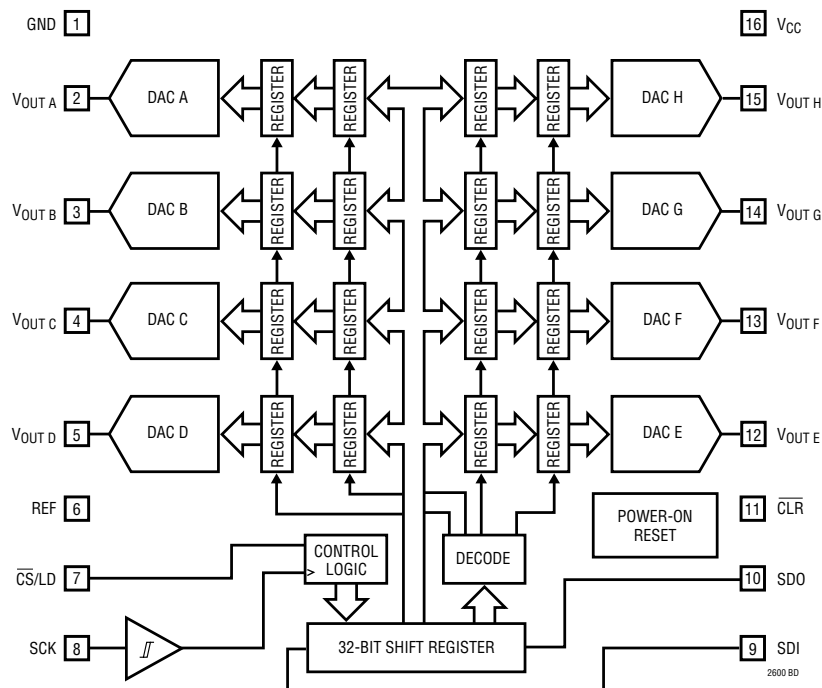 GND 1
16 VCC
VOUT A 2 DAC A REGISTER REGISTER REGISTER REGISTER DAC H 15 VOUT H
VOUT B 3 DAC B REGISTER REGISTER REGISTER REGISTER DAC G 14 VOUT G
VOUT C 4 DAC C REGISTER REGISTER REGISTER REGISTER DAC F 13 VOUT F
VOUT D 5 DAC D REGISTER REGISTER REGISTER REGISTER DAC E 12 VOUT E
REF 6
POWER-ON
RESET
11 C̅L̅R̅
C̅S̅/LD 7
CONTROL
LOGIC
DECODE
10 SDO
SCK 8
32-BIT SHIFT REGISTER
9 SDI
2600 BD